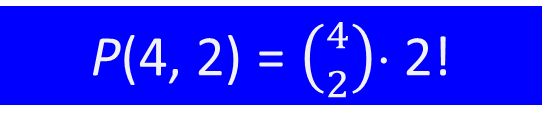 P(4, 2) = (4 2) · 2!